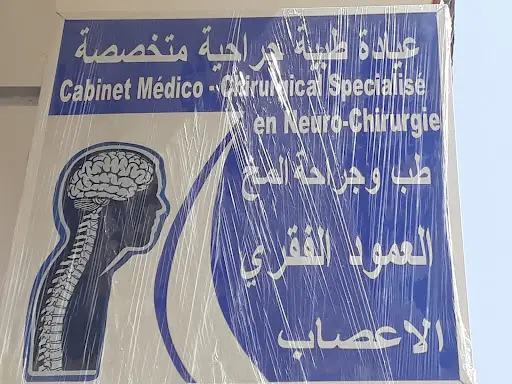 عيادة طبية جراحية متخصصة
Cabinet Médico - Chirurgical Specialisé
en Neuro-Chirurgie
طب وجراحة المخ
العمود الفقري
الاعصاب